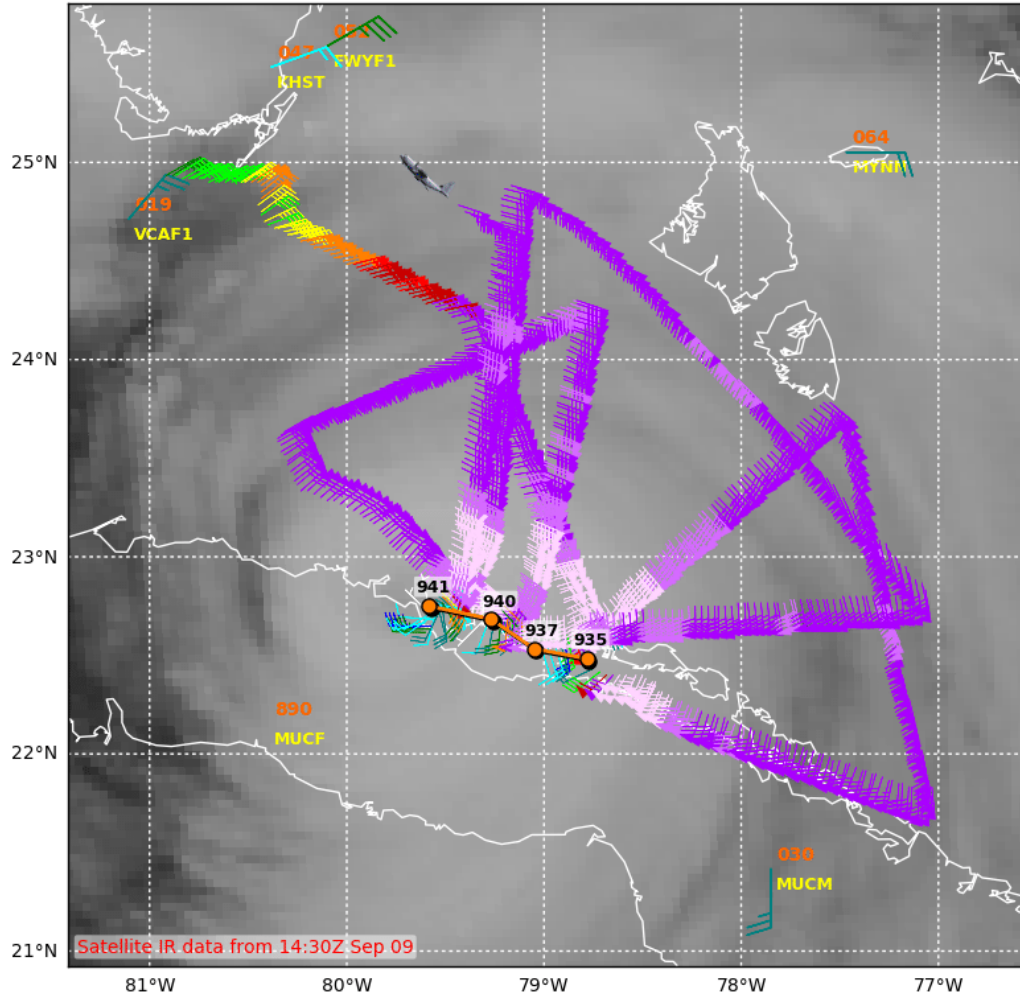 047
KHST
FWYF1
064
MYNN
25°N
019
VCAF1
24°N
23°N
941
940
937
935
890
MUCF
22°N
030
MUCM
Satellite IR data from 14:30Z Sep 09
21°N
81°W 80°W 79°W 78°W 77°W